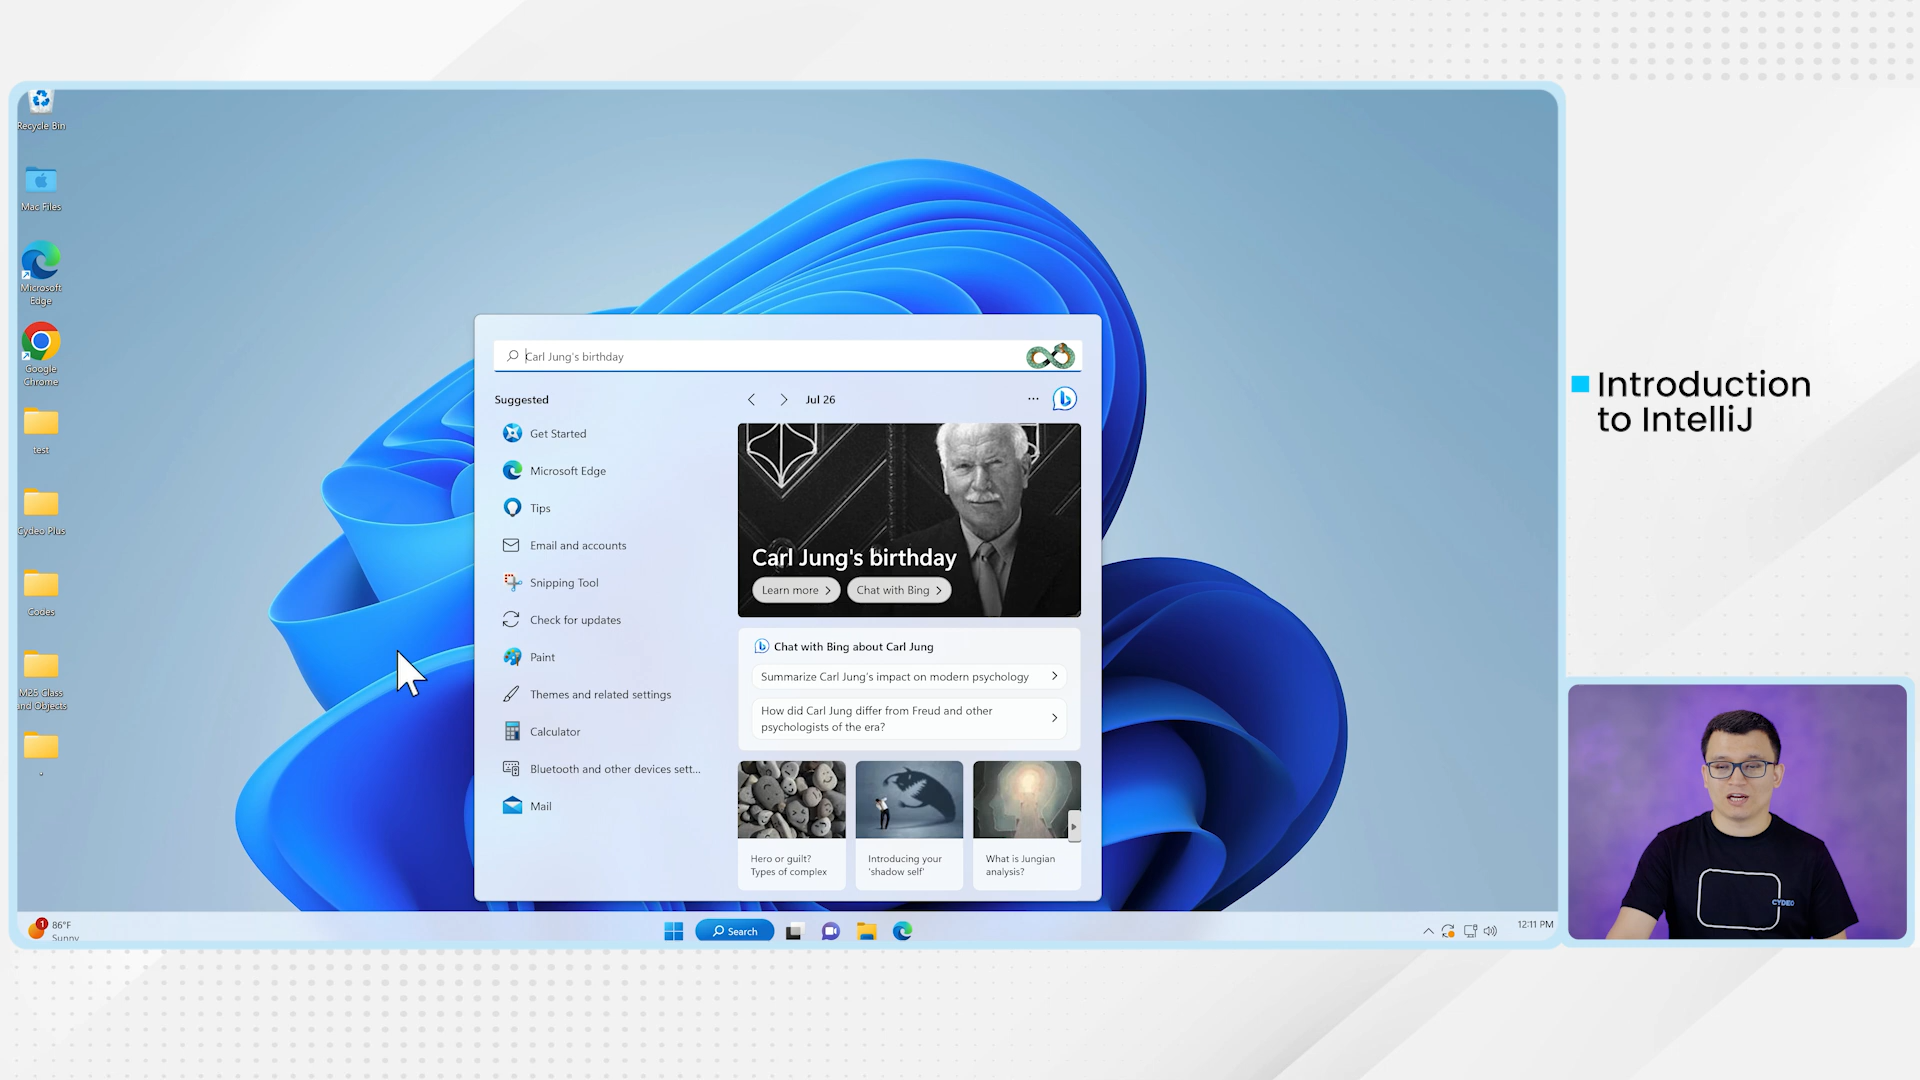 Recycle Bin
Mac Files
Microsoft
Edge
Google
Chrome
test
Cydeo Plus
Codes
M25 Class
and Objects
.
Carl Jung's birthday
Suggested
Get Started
Microsoft Edge
Tips
Email and accounts
Snipping Tool
Check for updates
Paint
Themes and related settings
Calculator
Bluetooth and other devices sett...
Mail
Jul 26
Carl Jung's birthday
Learn more
Chat with Bing
Chat with Bing about Carl Jung
Summarize Carl Jung's impact on modern psychology
How did Carl Jung differ from Freud and other
psychologists of the era?
Hero or guilt?
Types of complex
Introducing your
'shadow self'
What is Jungian
analysis?
1
86°F
Sunny
Search
12:11 PM
Introduction
to IntelliJ
CYDEO